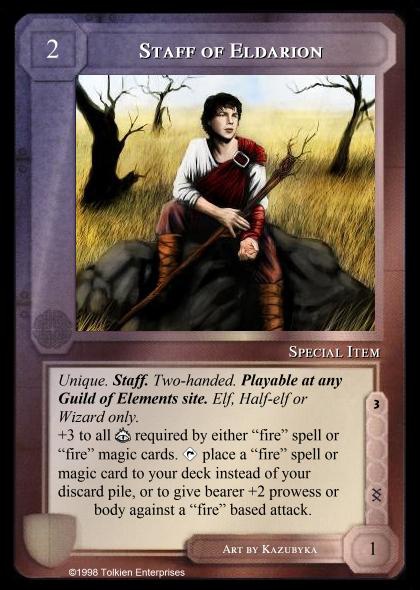 2
STAFF OF ELDARION
SPECIAL ITEM
Unique. Staff. Two-handed. Playable at any
Guild of Elements site. Elf, Half-elf or
Wizard only.
+3 to all required by either “fire” spell or
“fire” magic cards. place a “fire” spell or
magic card to your deck instead of your
discard pile, or to give bearer +2 prowess or
body against a “fire” based attack.
3
ART BY KAZUBYKA
1
©1998 Tolkien Enterprises